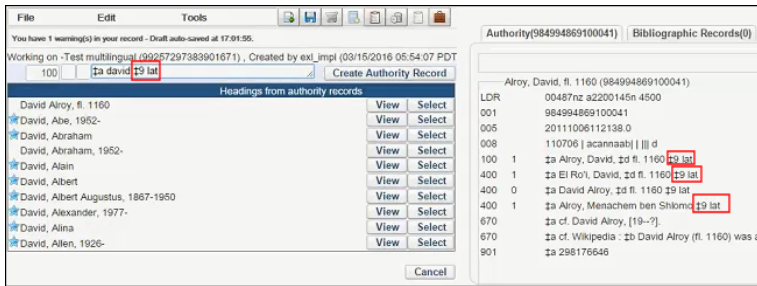 File Edit Tools
You have 1 warning(s) in your record - Draft auto-saved at 17:01:55.
Working on -Test multilingual (99257297383901671) , Created by exl_impl (03/15/2016 05:54:07 PDT
100 ‡a david ‡9 lat Create Authority Record
Headings from authority records
David Alroy, fl. 1160 View Select
David, Abe, 1952- View Select
David, Abraham View Select
David, Abraham, 1952- View Select
David, Alain View Select
David, Albert View Select
David, Albert Augustus, 1867-1950 View Select
David, Alexander, 1977- View Select
David, Alina View Select
David, Allen, 1926- View Select
Cancel
Authority(984994869100041) Bibliographic Records(0)
Alroy, David, fl. 1160 (984994869100041)
LDR 00487nz a2200145n 4500
001 984994869100041
005 20111006112138.0
008 110706 | acannaab| | ||| d
100 1 ‡a Alroy, David, ‡d fl. 1160 ‡9 lat
400 1 ‡a El Ro'i, David, ‡d fl. 1160 ‡9 lat
400 0 ‡a David Alroy, ‡d fl. 1160 ‡9 lat
400 1 ‡a Alroy, Menachem ben Shlomo ‡9 lat
670 ‡a cf. David Alroy, [19--?].
670 ‡a cf. Wikipedia : ‡b David Alroy (fl. 1160) was a
901 ‡a 298176646